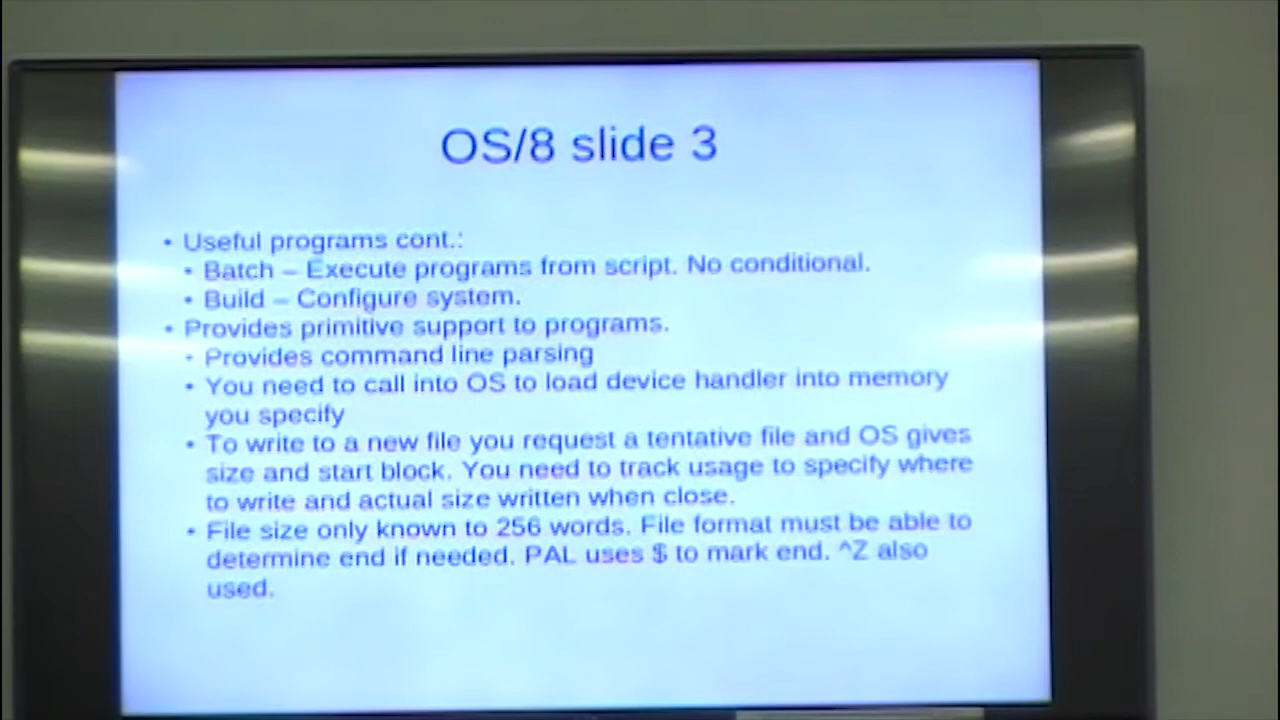 OS/8 slide 3
• Useful programs cont.:
• Batch – Execute programs from script. No conditional.
• Build – Configure system.
• Provides primitive support to programs.
• Provides command line parsing
• You need to call into OS to load device handler into memory
you specify
• To write to a new file you request a tentative file and OS gives
size and start block. You need to track usage to specify where
to write and actual size written when close.
• File size only known to 256 words. File format must be able to
determine end if needed. PAL uses $ to mark end. ^Z also
used.